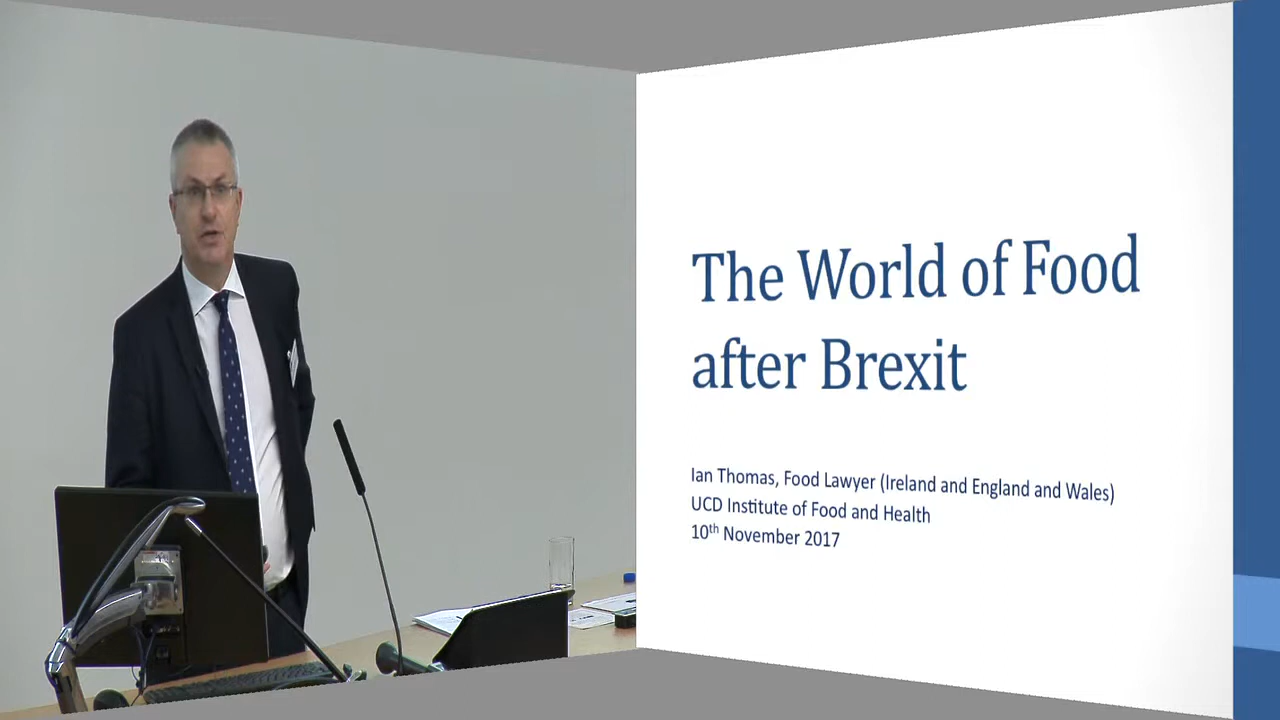 The World of Food
after Brexit
Ian Thomas, Food Lawyer (Ireland and England and Wales)
UCD Institute of Food and Health
10th November 2017